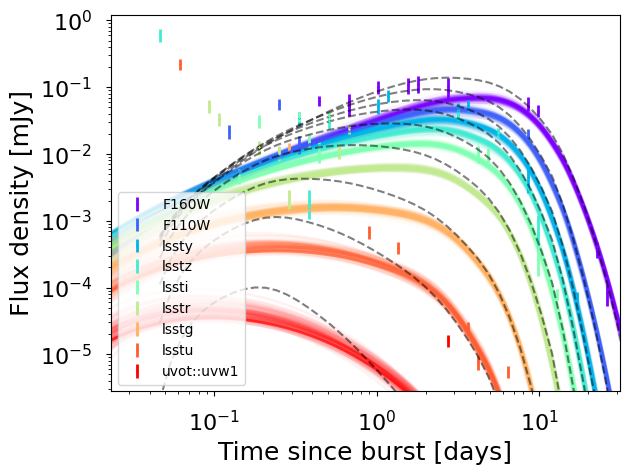 Flux density [mJy]
10⁰
10⁻¹
10⁻²
10⁻³
10⁻⁴
10⁻⁵
F160W
F110W
lssty
lsstz
lssti
lsstr
lsstg
lsstu
uvot::uvw1
10⁻¹
10⁰
10¹
Time since burst [days]